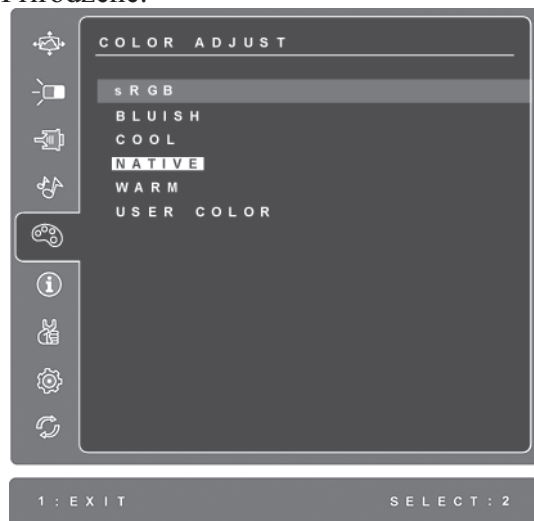 COLOR ADJUST
sRGB
BLUISH
COOL
NATIVE
WARM
USER COLOR
1:EXIT SELECT:2